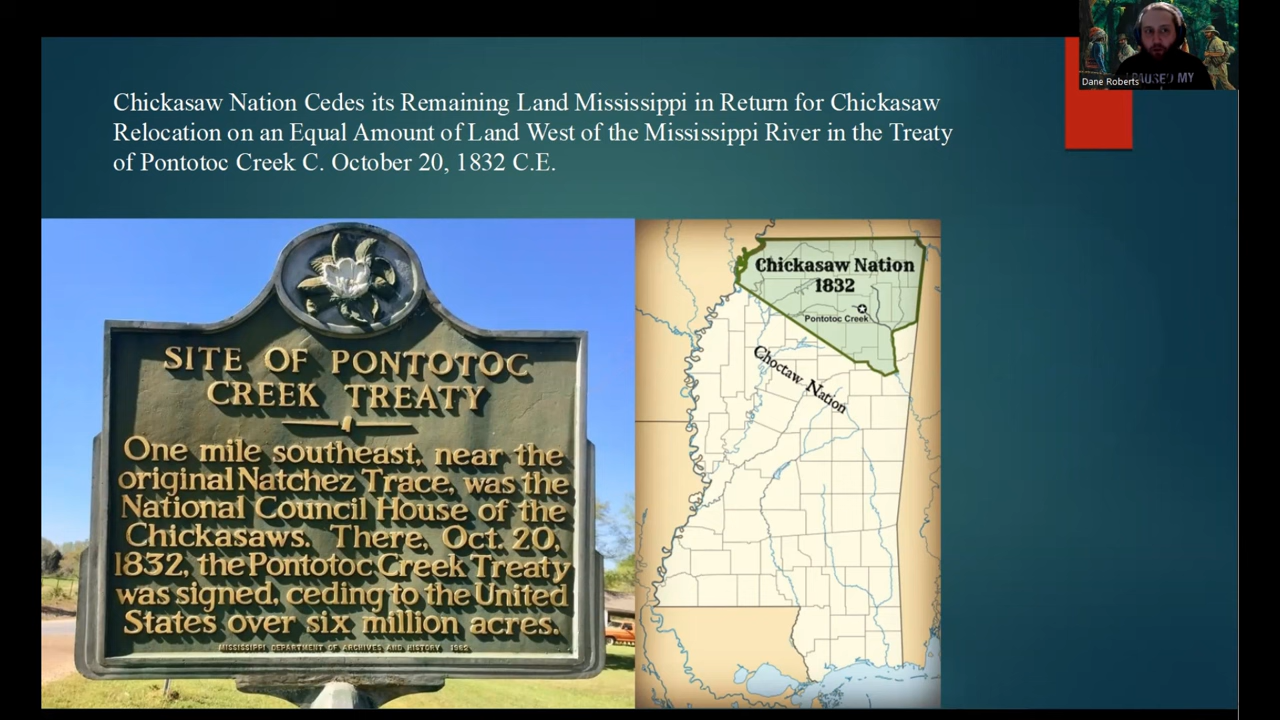 Chickasaw Nation Cedes its Remaining Land Mississippi in Return for Chickasaw
Relocation on an Equal Amount of Land West of the Mississippi River in the Treaty
of Pontotoc Creek C. October 20, 1832 C.E.
Dane Roberts
PAUSED MY
SITE OF PONTOTOC
CREEK TREATY
One mile southeast, near the
original Natchez Trace, was the
National Council House of the
Chickasaws. There, Oct. 20,
1832, the Pontotoc Creek Treaty
was signed, ceding to the United
States over six million acres.
MISSISSIPPI DEPARTMENT OF ARCHIVES AND HISTORY
Chickasaw Nation
1832
Pontotoc Creek
Choctaw Nation